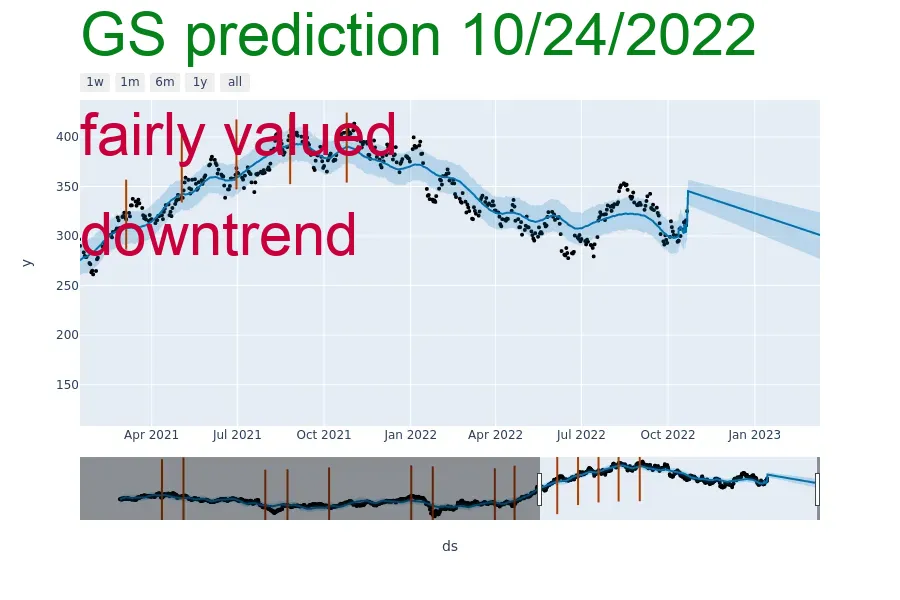 GS prediction 10/24/2022
1w 1m 6m 1y all
fairly valued
downtrend
400
350
300
250
200
150
y
Apr 2021 Jul 2021 Oct 2021 Jan 2022 Apr 2022 Jul 2022 Oct 2022 Jan 2023
ds